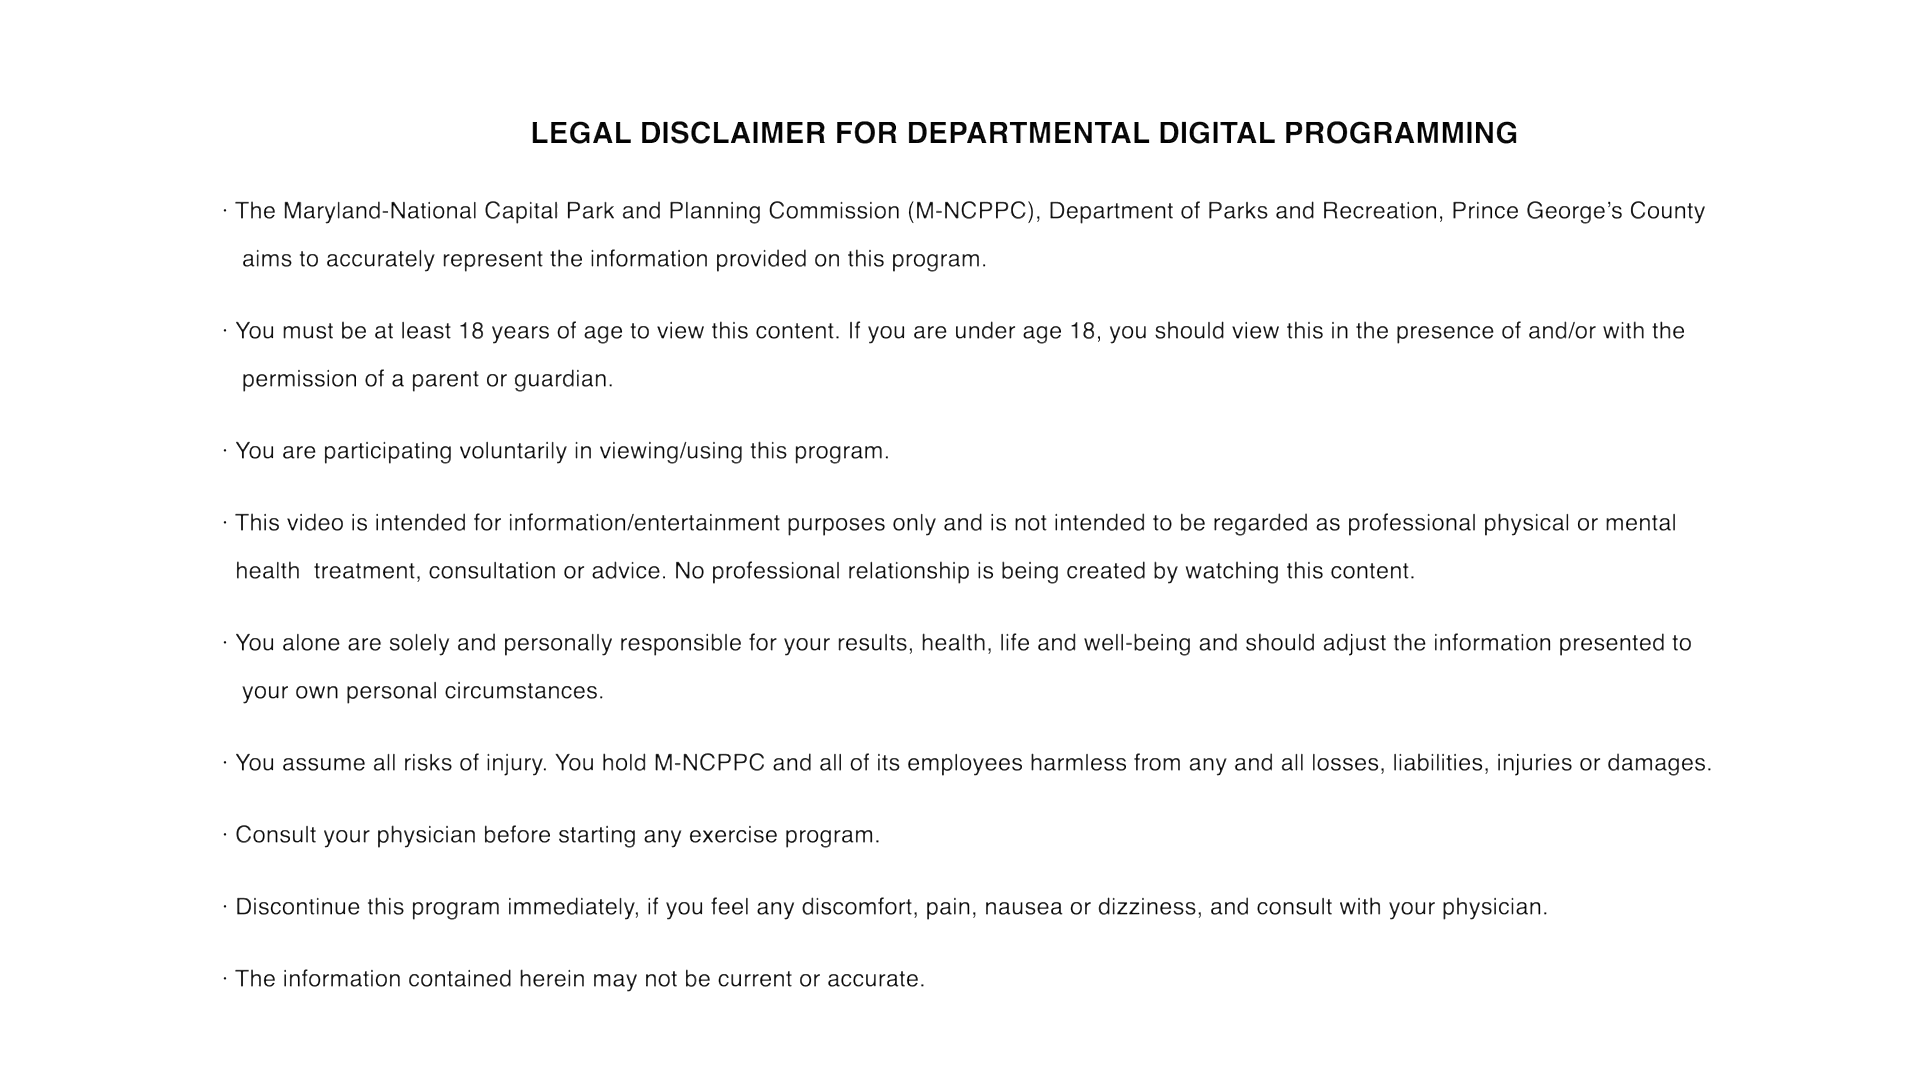 LEGAL DISCLAIMER FOR DEPARTMENTAL DIGITAL PROGRAMMING
· The Maryland-National Capital Park and Planning Commission (M-NCPPC), Department of Parks and Recreation, Prince George’s County
aims to accurately represent the information provided on this program.
· You must be at least 18 years of age to view this content. If you are under age 18, you should view this in the presence of and/or with the
permission of a parent or guardian.
· You are participating voluntarily in viewing/using this program.
· This video is intended for information/entertainment purposes only and is not intended to be regarded as professional physical or mental
health  treatment, consultation or advice. No professional relationship is being created by watching this content.
· You alone are solely and personally responsible for your results, health, life and well-being and should adjust the information presented to
your own personal circumstances.
· You assume all risks of injury. You hold M-NCPPC and all of its employees harmless from any and all losses, liabilities, injuries or damages.
· Consult your physician before starting any exercise program.
· Discontinue this program immediately, if you feel any discomfort, pain, nausea or dizziness, and consult with your physician.
· The information contained herein may not be current or accurate.